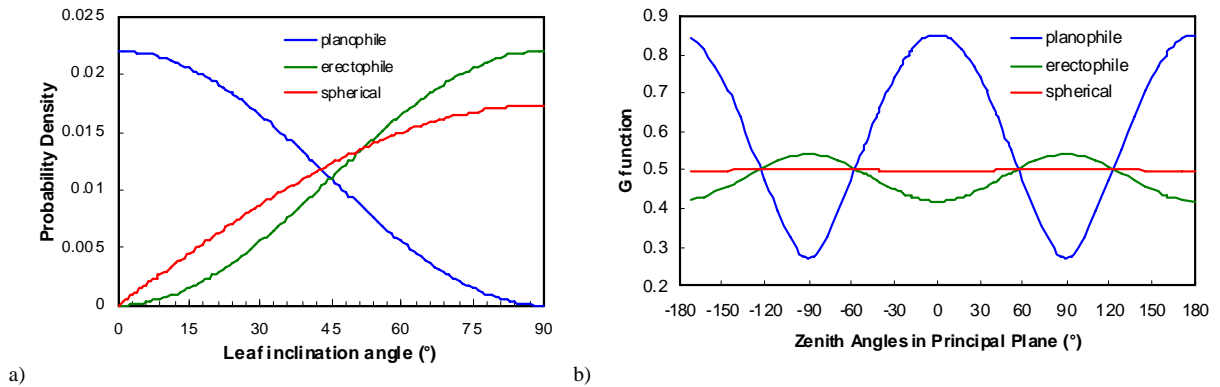 0.025
0.02
0.015
0.01
0.005
0
Probability Density
planophile
erectophile
spherical
0 15 30 45 60 75 90
Leaf inclination angle (°)
a)
0.9
0.8
0.7
0.6
0.5
0.4
0.3
0.2
G function
planophile
erectophile
spherical
-180 -150 -120 -90 -60 -30 0 30 60 90 120 150 180
Zenith Angles in Principal Plane (°)
b)